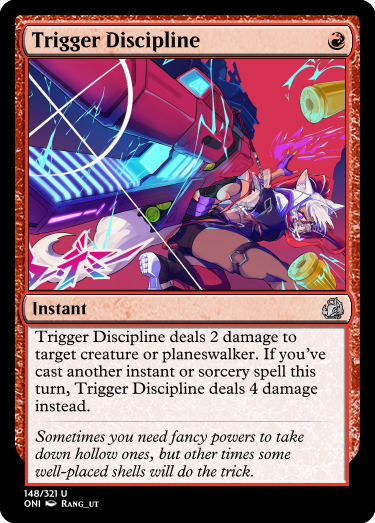 Trigger Discipline
Instant
Trigger Discipline deals 2 damage to
target creature or planeswalker. If you've
cast another instant or sorcery spell this
turn, Trigger Discipline deals 4 damage
instead.
Sometimes you need fancy powers to take
down hollow ones, but other times some
well-placed shells will do the trick.
148/321 U
ONI Rang_ut